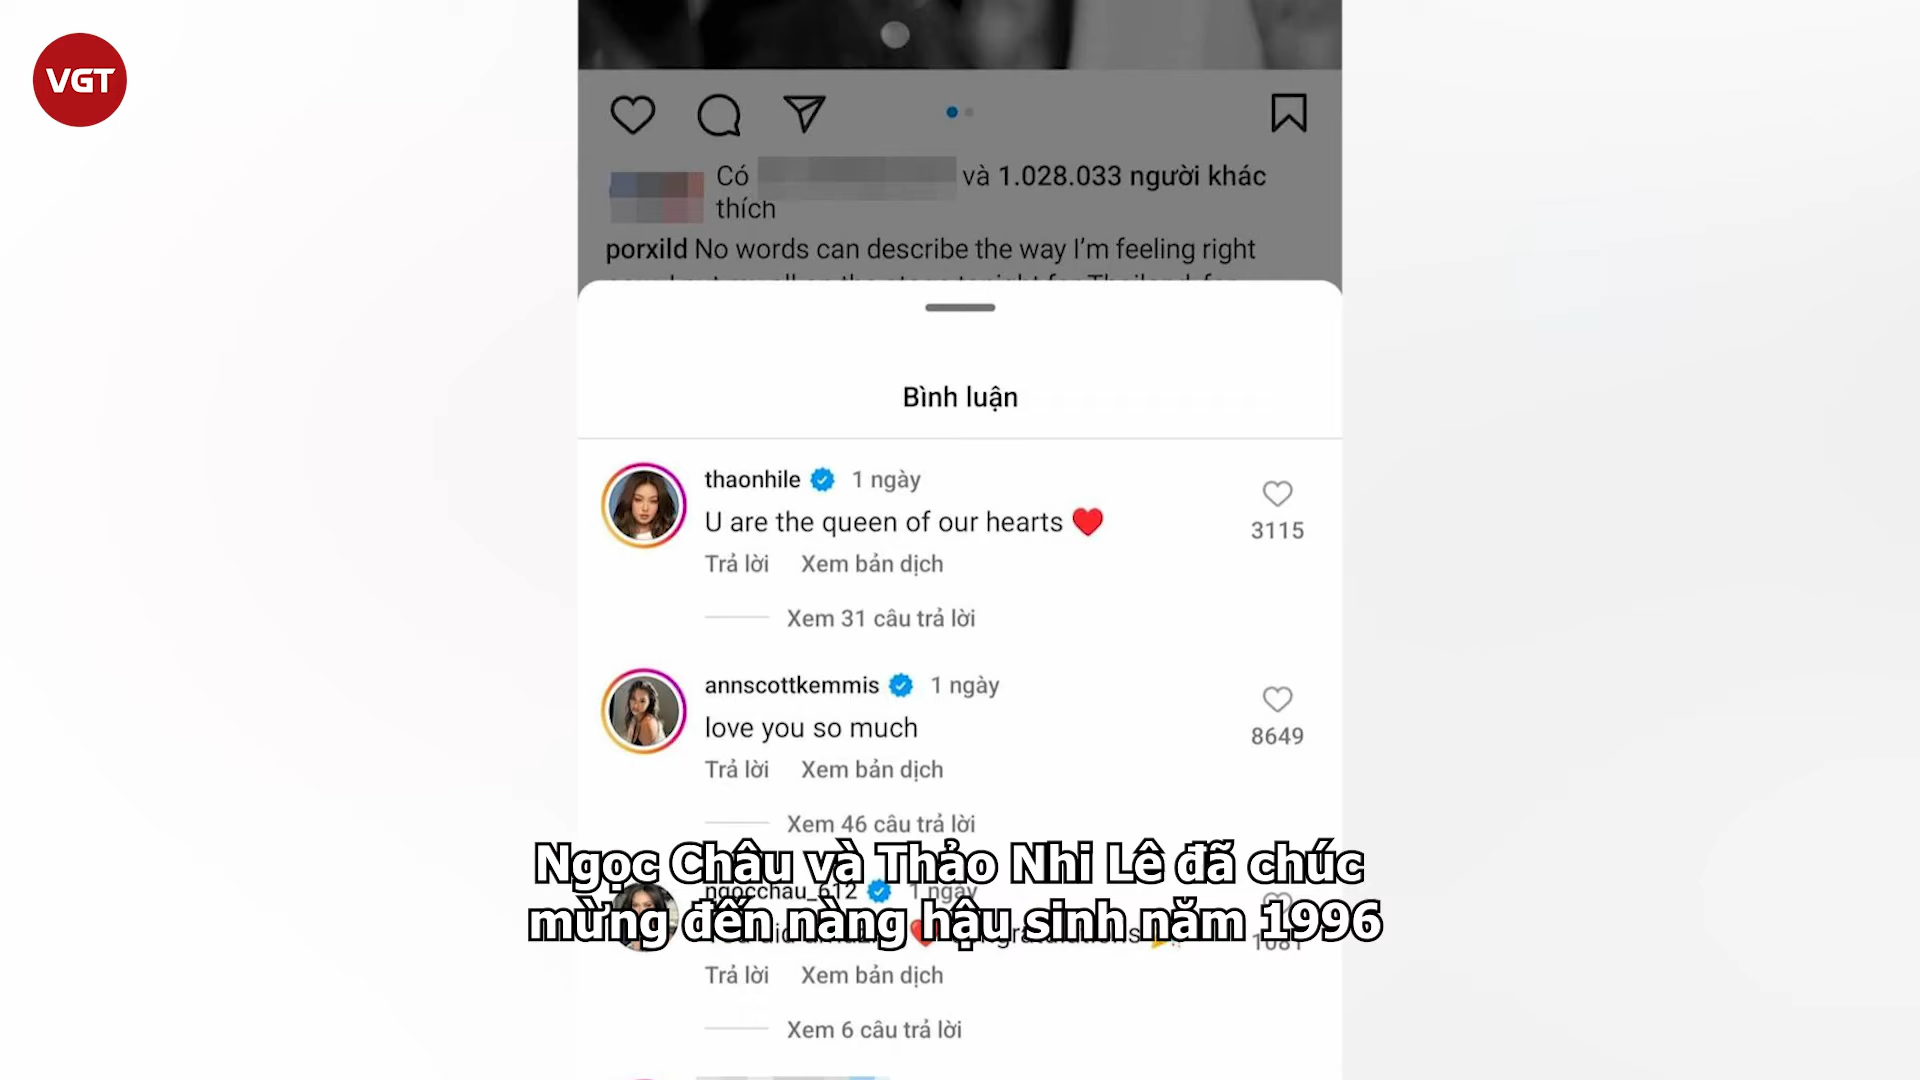 VGT
Có và 1.028.033 người khác
thích
porxild No words can describe the way I'm feeling right
Bình luận
thaonhile 1 ngày
U are the queen of our hearts ❤️
3115
Trả lời Xem bản dịch
Xem 31 câu trả lời
annscottkemmis 1 ngày
love you so much
8649
Trả lời Xem bản dịch
Xem 46 câu trả lời
Ngọc Châu và Thảo Nhi Lê đã chúc
mừng đến nàng hậu sinh năm 1996
ngocchau_612 1 ngày
1081
Trả lời Xem bản dịch
Xem 6 câu trả lời